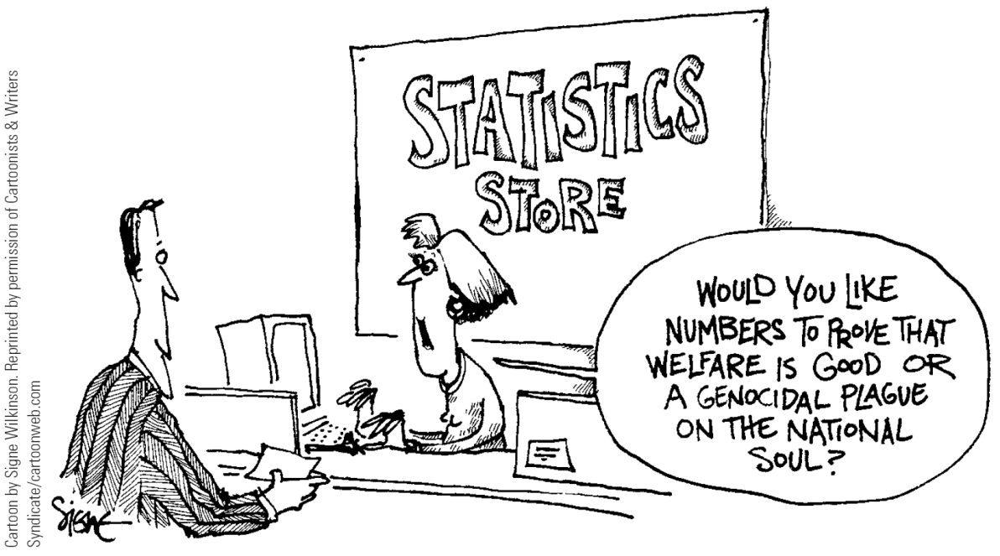 Cartoon by Signe Wilkinson. Reprinted by permission of Cartoonists & Writers
Syndicate/cartoonweb.com
STATISTICS
STORE
WOULD YOU LIKE
NUMBERS TO PROVE THAT
WELFARE IS GOOD OR
A GENOCIDAL PLAGUE
ON THE NATIONAL
SOUL?
Signe